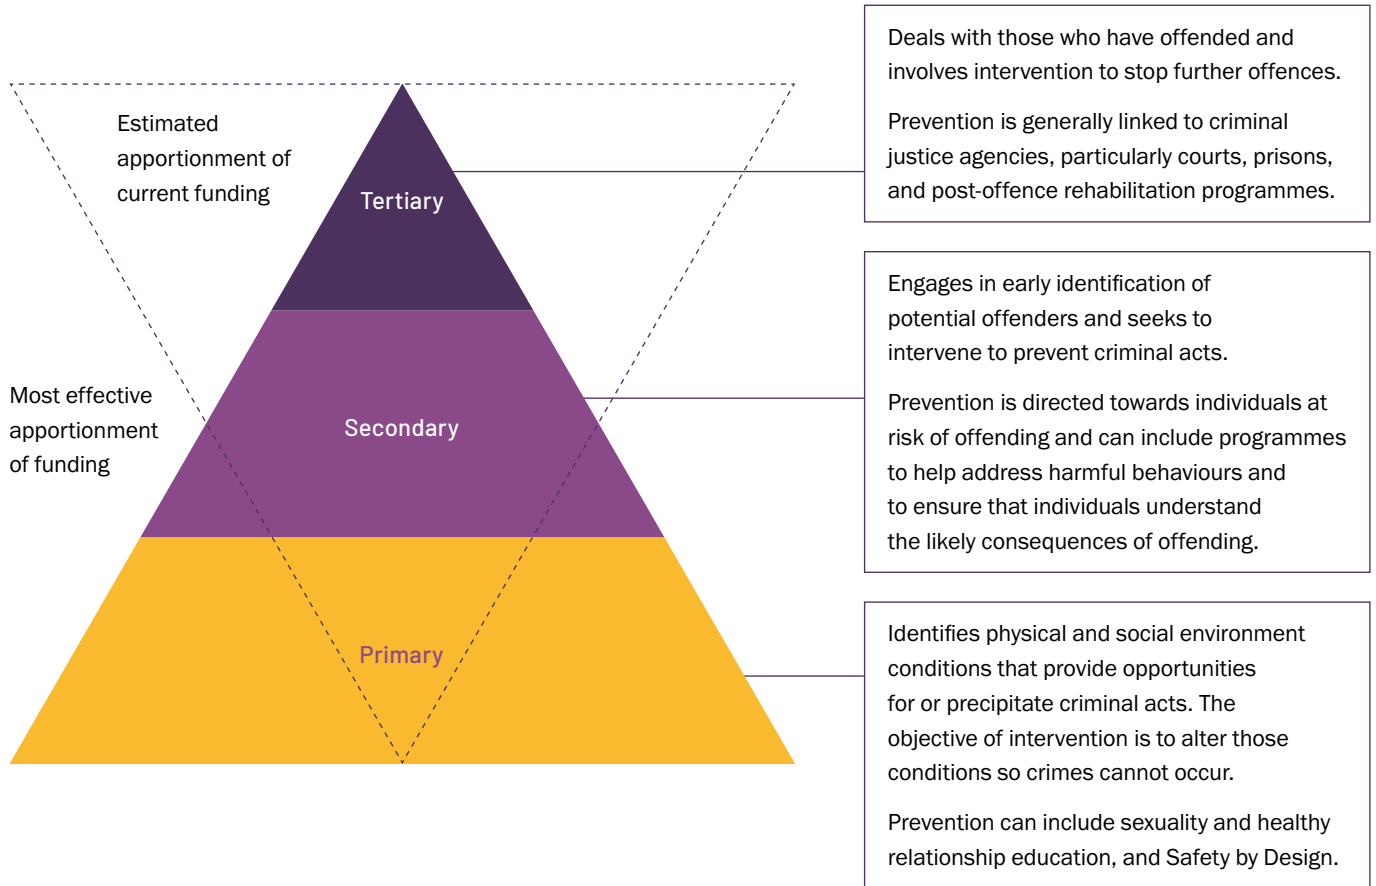 Estimated
apportionment of
current funding
Most effective
apportionment
of funding
Tertiary
Secondary
Primary
Deals with those who have offended and
involves intervention to stop further offences.
Prevention is generally linked to criminal
justice agencies, particularly courts, prisons,
and post-offence rehabilitation programmes.
Engages in early identification of
potential offenders and seeks to
intervene to prevent criminal acts.
Prevention is directed towards individuals at
risk of offending and can include programmes
to help address harmful behaviours and
to ensure that individuals understand
the likely consequences of offending.
Identifies physical and social environment
conditions that provide opportunities
for or precipitate criminal acts. The
objective of intervention is to alter those
conditions so crimes cannot occur.
Prevention can include sexuality and healthy
relationship education, and Safety by Design.